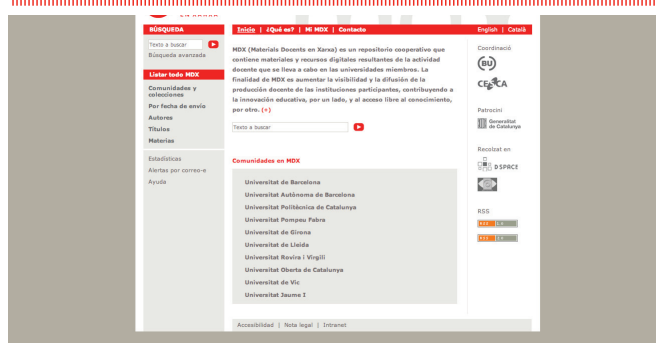 BÚSQUEDA
Texto a buscar
Búsqueda avanzada
Listar todo MDX
Comunidades y
colecciones
Por fecha de envío
Autores
Títulos
Materias
Estadísticas
Alertas por correo-e
Ayuda
Inicio | ¿Qué es? | Mi MDX | Contacto
MDX (Materials Docents en Xarxa) es un repositorio cooperativo que
contiene materiales y recursos digitales resultantes de la actividad
docente que se lleva a cabo en las universidades miembros. La
finalidad de MDX es aumentar la visibilidad y la difusión de la
producción docente de las instituciones participantes, contribuyendo a
la innovación educativa, por un lado, y al acceso libre al conocimiento,
por otro. (+)
Texto a buscar
Comunidades en MDX
Universitat de Barcelona
Universitat Autònoma de Barcelona
Universitat Politècnica de Catalunya
Universitat Pompeu Fabra
Universitat de Girona
Universitat de Lleida
Universitat Rovira i Virgili
Universitat Oberta de Catalunya
Universitat de Vic
Universitat Jaume I
Accesibilidad | Nota legal | Intranet
English | Català
Coordinació
BU
CESCA
Patrocini
Generalitat
de Catalunya
Recolzat en
DSPACE
RSS
RSS 1.0
RSS 2.0